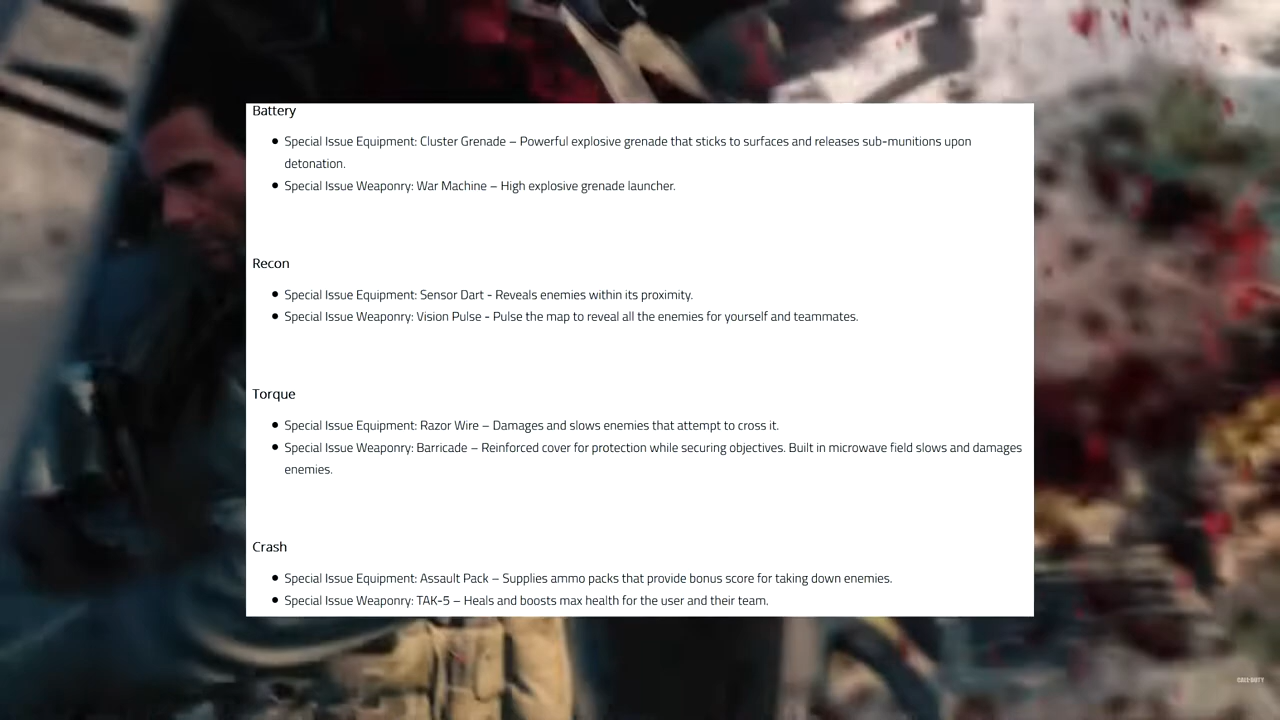 Battery
Special Issue Equipment: Cluster Grenade – Powerful explosive grenade that sticks to surfaces and releases sub-munitions upon
detonation.
Special Issue Weaponry: War Machine – High explosive grenade launcher.
Recon
Special Issue Equipment: Sensor Dart - Reveals enemies within its proximity.
Special Issue Weaponry: Vision Pulse - Pulse the map to reveal all the enemies for yourself and teammates.
Torque
Special Issue Equipment: Razor Wire – Damages and slows enemies that attempt to cross it.
Special Issue Weaponry: Barricade – Reinforced cover for protection while securing objectives. Built in microwave field slows and damages
enemies.
Crash
Special Issue Equipment: Assault Pack – Supplies ammo packs that provide bonus score for taking down enemies.
Special Issue Weaponry: TAK-5 – Heals and boosts max health for the user and their team.
CALL OF DUTY